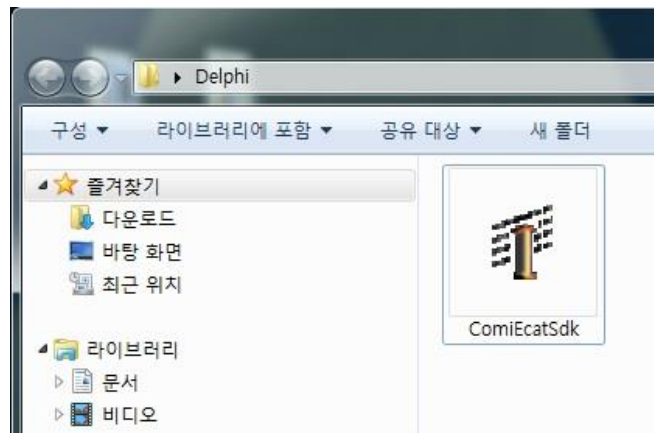 Delphi
구성 라이브러리에 포함 공유 대상 새 폴더
즐겨찾기
다운로드
바탕 화면
최근 위치
라이브러리
문서
비디오
ComiEcatSdk